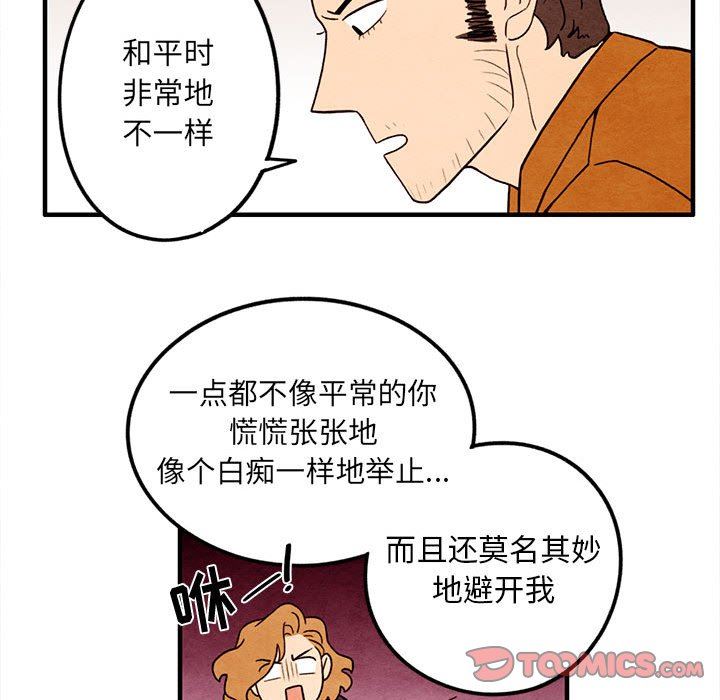 和平时
非常地
不一样
一点都不像平常的你
慌慌张张地
像个白痴一样地举止...
而且还莫名其妙
地避开我
咻一!
TOOMICS.COM